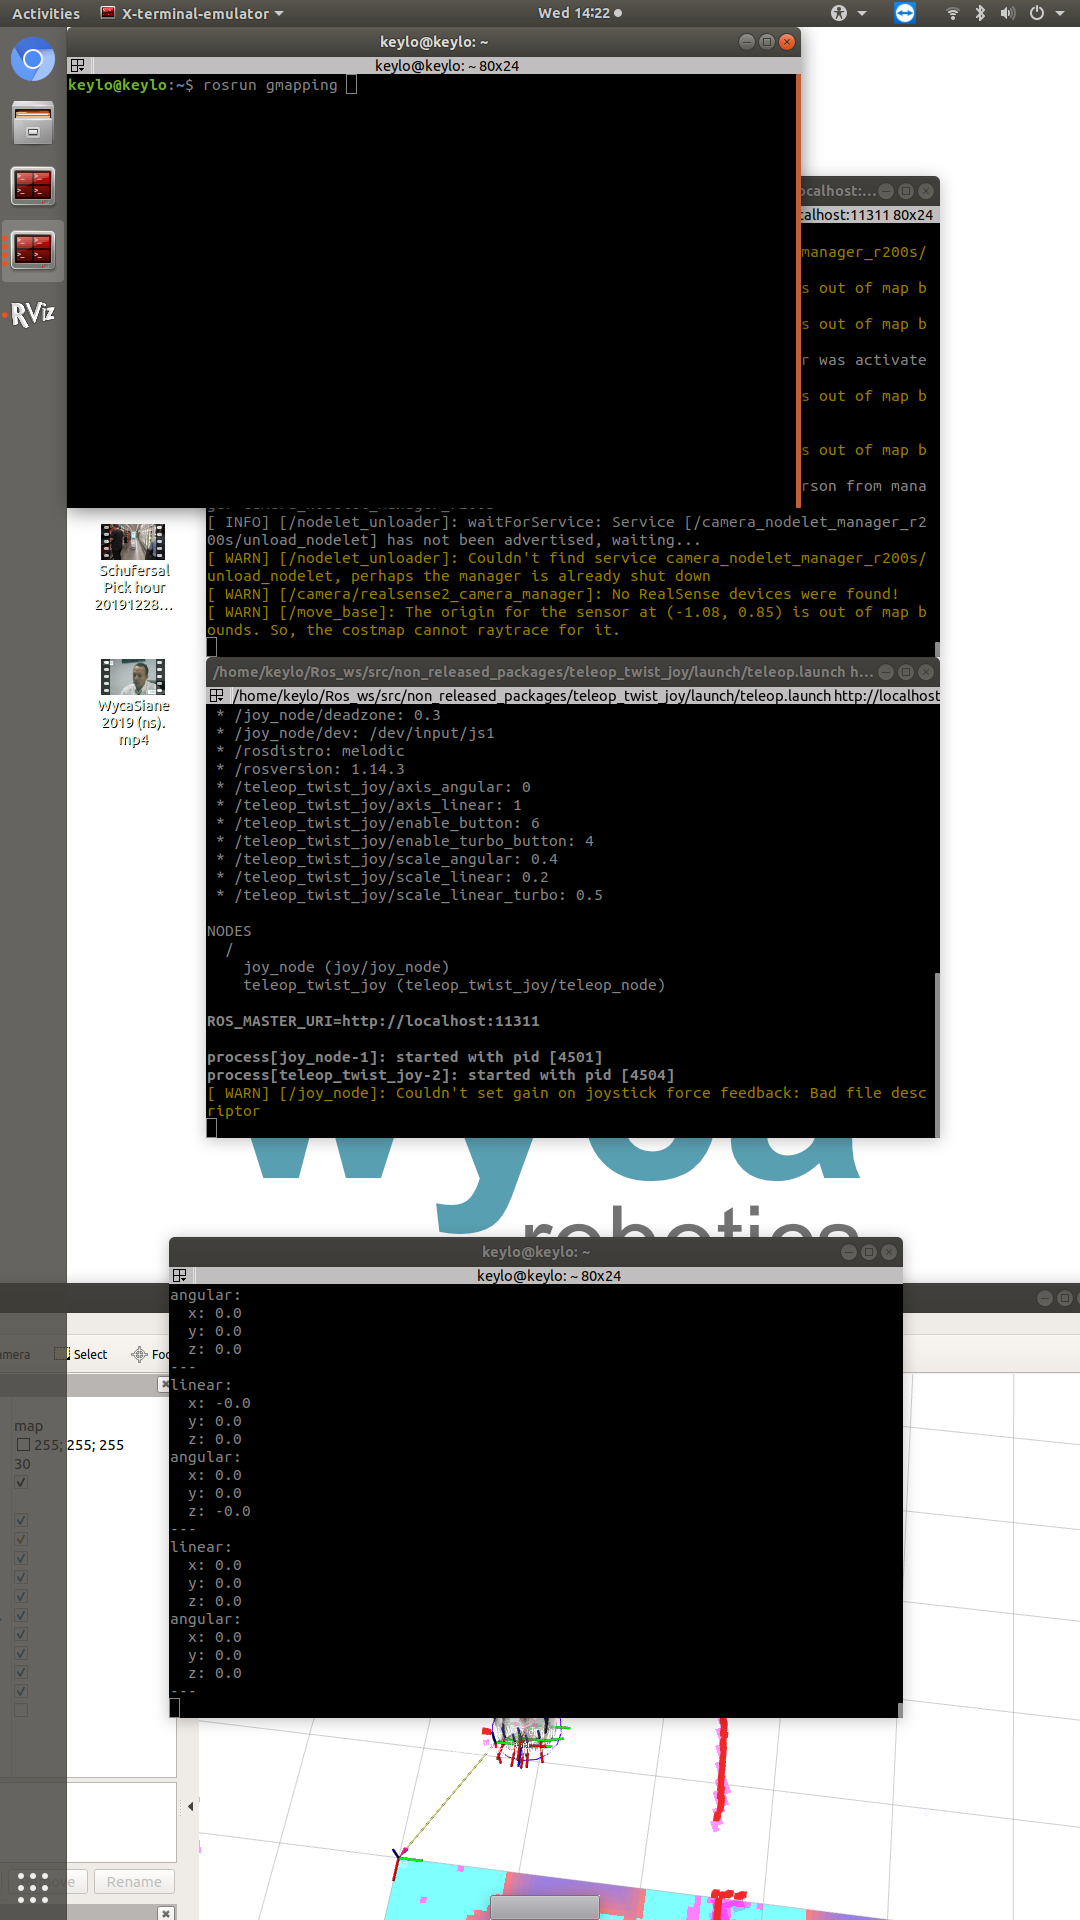 Activities X-terminal-emulator Wed 14:22
keylo@keylo: ~
keylo@keylo: ~ 80x24
keylo@keylo:~$ rosrun gmapping
ocalhost:...
calhost:11311 80x24
manager_r200s/
s out of map b
s out of map b
r was activate
s out of map b
s out of map b
rson from mana
[ INFO] [/nodelet_unloader]: waitForService: Service [/camera_nodelet_manager_r2
00s/unload_nodelet] has not been advertised, waiting...
[ WARN] [/nodelet_unloader]: Couldn't find service camera_nodelet_manager_r200s/
unload_nodelet, perhaps the manager is already shut down
[ WARN] [/camera/realsense2_camera_manager]: No RealSense devices were found!
[ WARN] [/move_base]: The origin for the sensor at (-1.08, 0.85) is out of map b
ounds. So, the costmap cannot raytrace for it.
RViz
Schufersal
Pick hour
20191228...
WycaSiane
2019 (ns).
mp4
/home/keylo/Ros_ws/src/non_released_packages/teleop_twist_joy/launch/teleop.launch h...
/home/keylo/Ros_ws/src/non_released_packages/teleop_twist_joy/launch/teleop.launch http://localhost
* /joy_node/deadzone: 0.3
* /joy_node/dev: /dev/input/js1
* /rosdistro: melodic
* /rosversion: 1.14.3
* /teleop_twist_joy/axis_angular: 0
* /teleop_twist_joy/axis_linear: 1
* /teleop_twist_joy/enable_button: 6
* /teleop_twist_joy/enable_turbo_button: 4
* /teleop_twist_joy/scale_angular: 0.4
* /teleop_twist_joy/scale_linear: 0.2
* /teleop_twist_joy/scale_linear_turbo: 0.5
NODES
/
joy_node (joy/joy_node)
teleop_twist_joy (teleop_twist_joy/teleop_node)
ROS_MASTER_URI=http://localhost:11311
process[joy_node-1]: started with pid [4501]
process[teleop_twist_joy-2]: started with pid [4504]
[ WARN] [/joy_node]: Couldn't set gain on joystick force feedback: Bad file desc
riptor
wyca
robotics
keylo@keylo: ~
keylo@keylo: ~ 80x24
angular:
x: 0.0
y: 0.0
z: 0.0
---
linear:
x: -0.0
y: 0.0
z: 0.0
angular:
x: 0.0
y: 0.0
z: -0.0
---
linear:
x: 0.0
y: 0.0
z: 0.0
angular:
x: 0.0
y: 0.0
z: 0.0
---
amera Select Foc
map
255; 255; 255
30
Rename